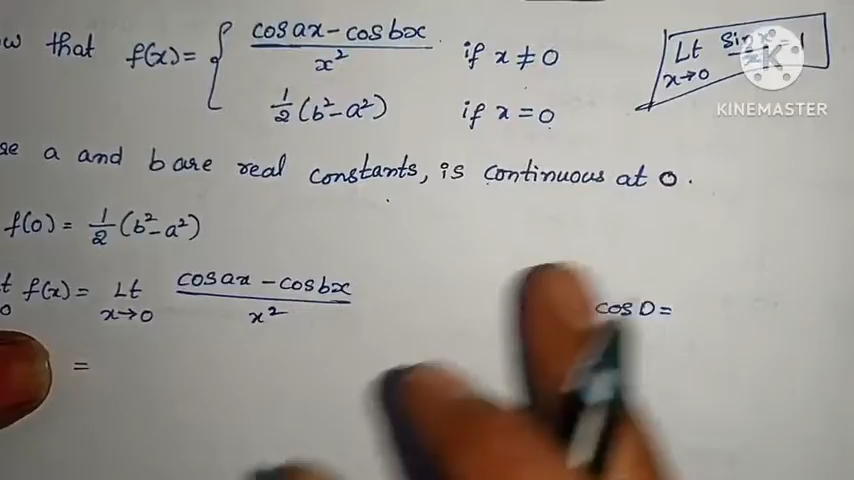 that f(x) = { (cos ax - cos bx)/x² if x ≠ 0
½(b² - a²) if x = 0
Lt x→0 sin x
KINEMASTER
a and b are real constants, is continuous at 0.
f(0) = ½(b² - a²)
f(x) = Lt x→0 (cos ax - cos bx)/x²
cos D =
=